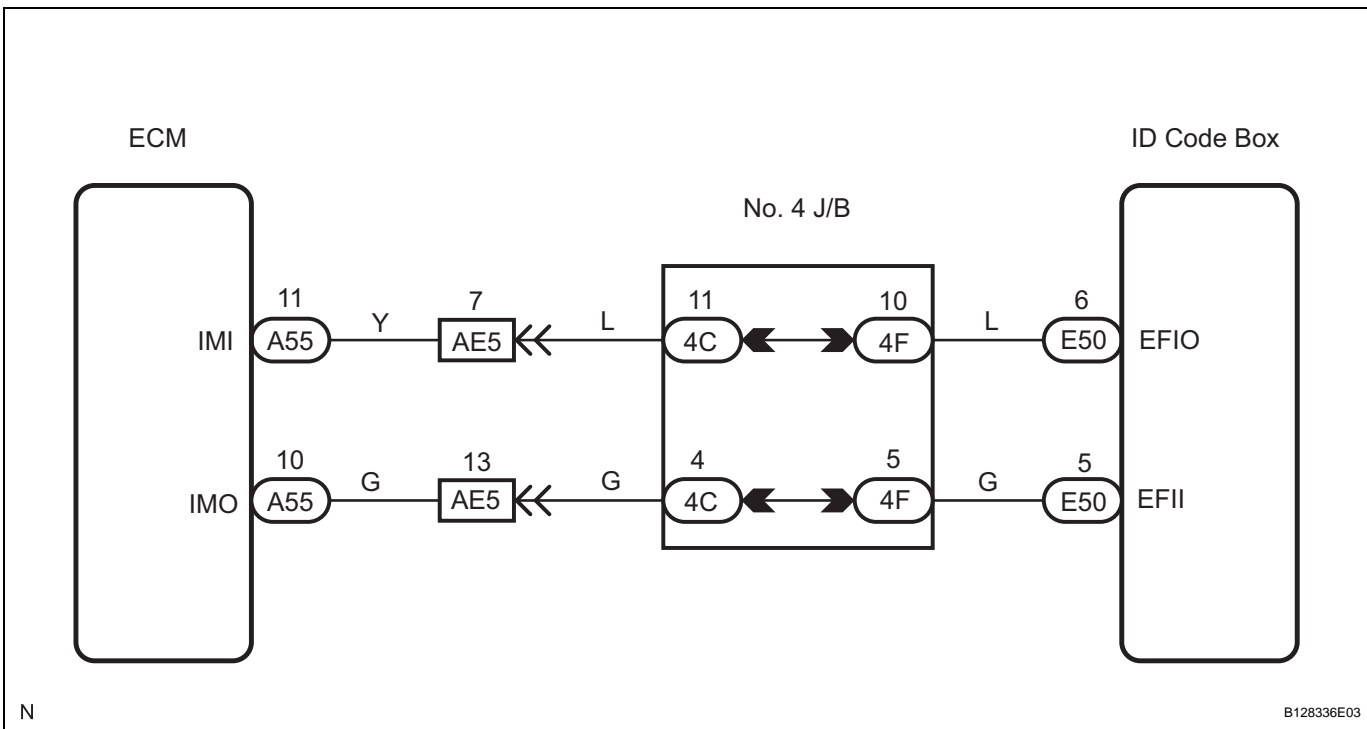 ECM
ID Code Box
No. 4 J/B
11 7 11 10 6
IMI A55 Y AE5 L 4C 4F L E50 EFIO
10 13 4 5 5
IMO A55 G AE5 G 4C 4F G E50 EFII
N
B128336E03